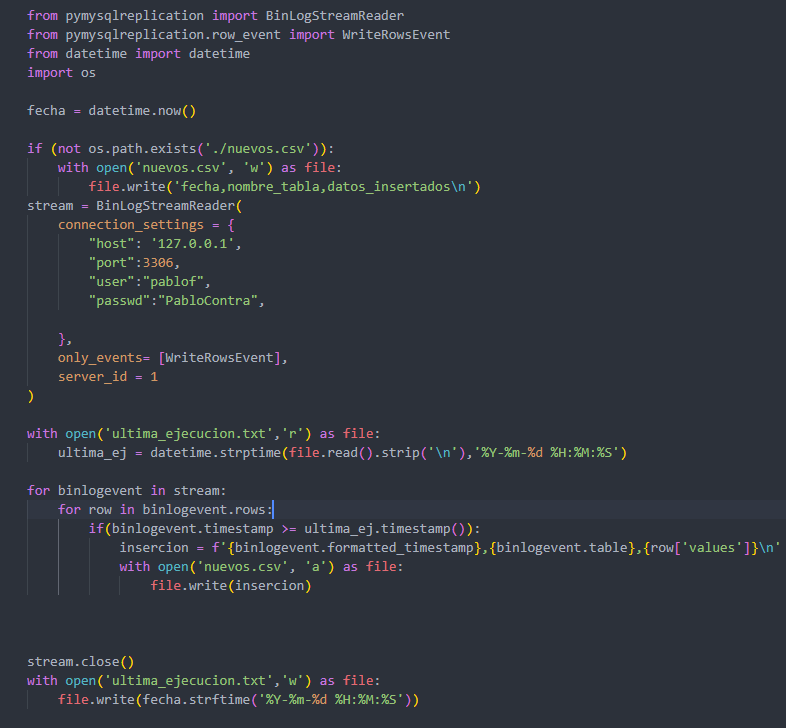 from pymysqlreplication import BinLogStreamReader
from pymysqlreplication.row_event import WriteRowsEvent
from datetime import datetime
import os

fecha = datetime.now()

if (not os.path.exists('./nuevos.csv')):
    with open('nuevos.csv', 'w') as file:
        file.write('fecha,nombre_tabla,datos_insertados\n')
stream = BinLogStreamReader(
    connection_settings = {
        "host": '127.0.0.1',
        "port":3306,
        "user":"pablof",
        "passwd":"PabloContra",

    },
    only_events= [WriteRowsEvent],
    server_id = 1
)

with open('ultima_ejecucion.txt','r') as file:
    ultima_ej = datetime.strptime(file.read().strip('\n'),'%Y-%m-%d %H:%M:%S')

for binlogevent in stream:
    for row in binlogevent.rows:
        if(binlogevent.timestamp >= ultima_ej.timestamp()):
            insercion = f'{binlogevent.formatted_timestamp},{binlogevent.table},{row['values']}\n'
            with open('nuevos.csv', 'a') as file:
                file.write(insercion)



stream.close()
with open('ultima_ejecucion.txt','w') as file:
    file.write(fecha.strftime('%Y-%m-%d %H:%M:%S'))